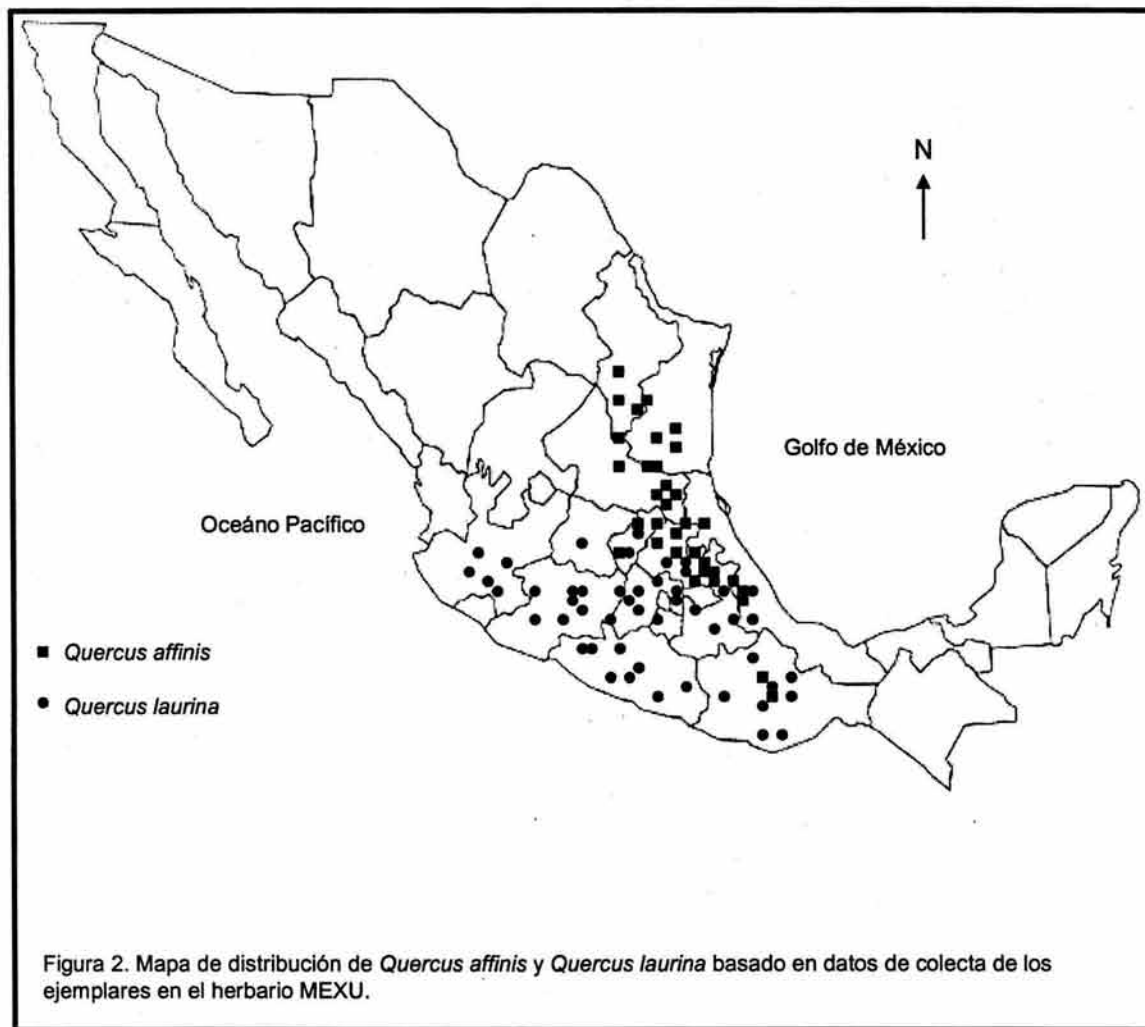 N
Golfo de México
Oceáno Pacífico
Quercus affinis
Quercus laurina
Figura 2. Mapa de distribución de Quercus affinis y Quercus laurina basado en datos de colecta de los
ejemplares en el herbario MEXU.